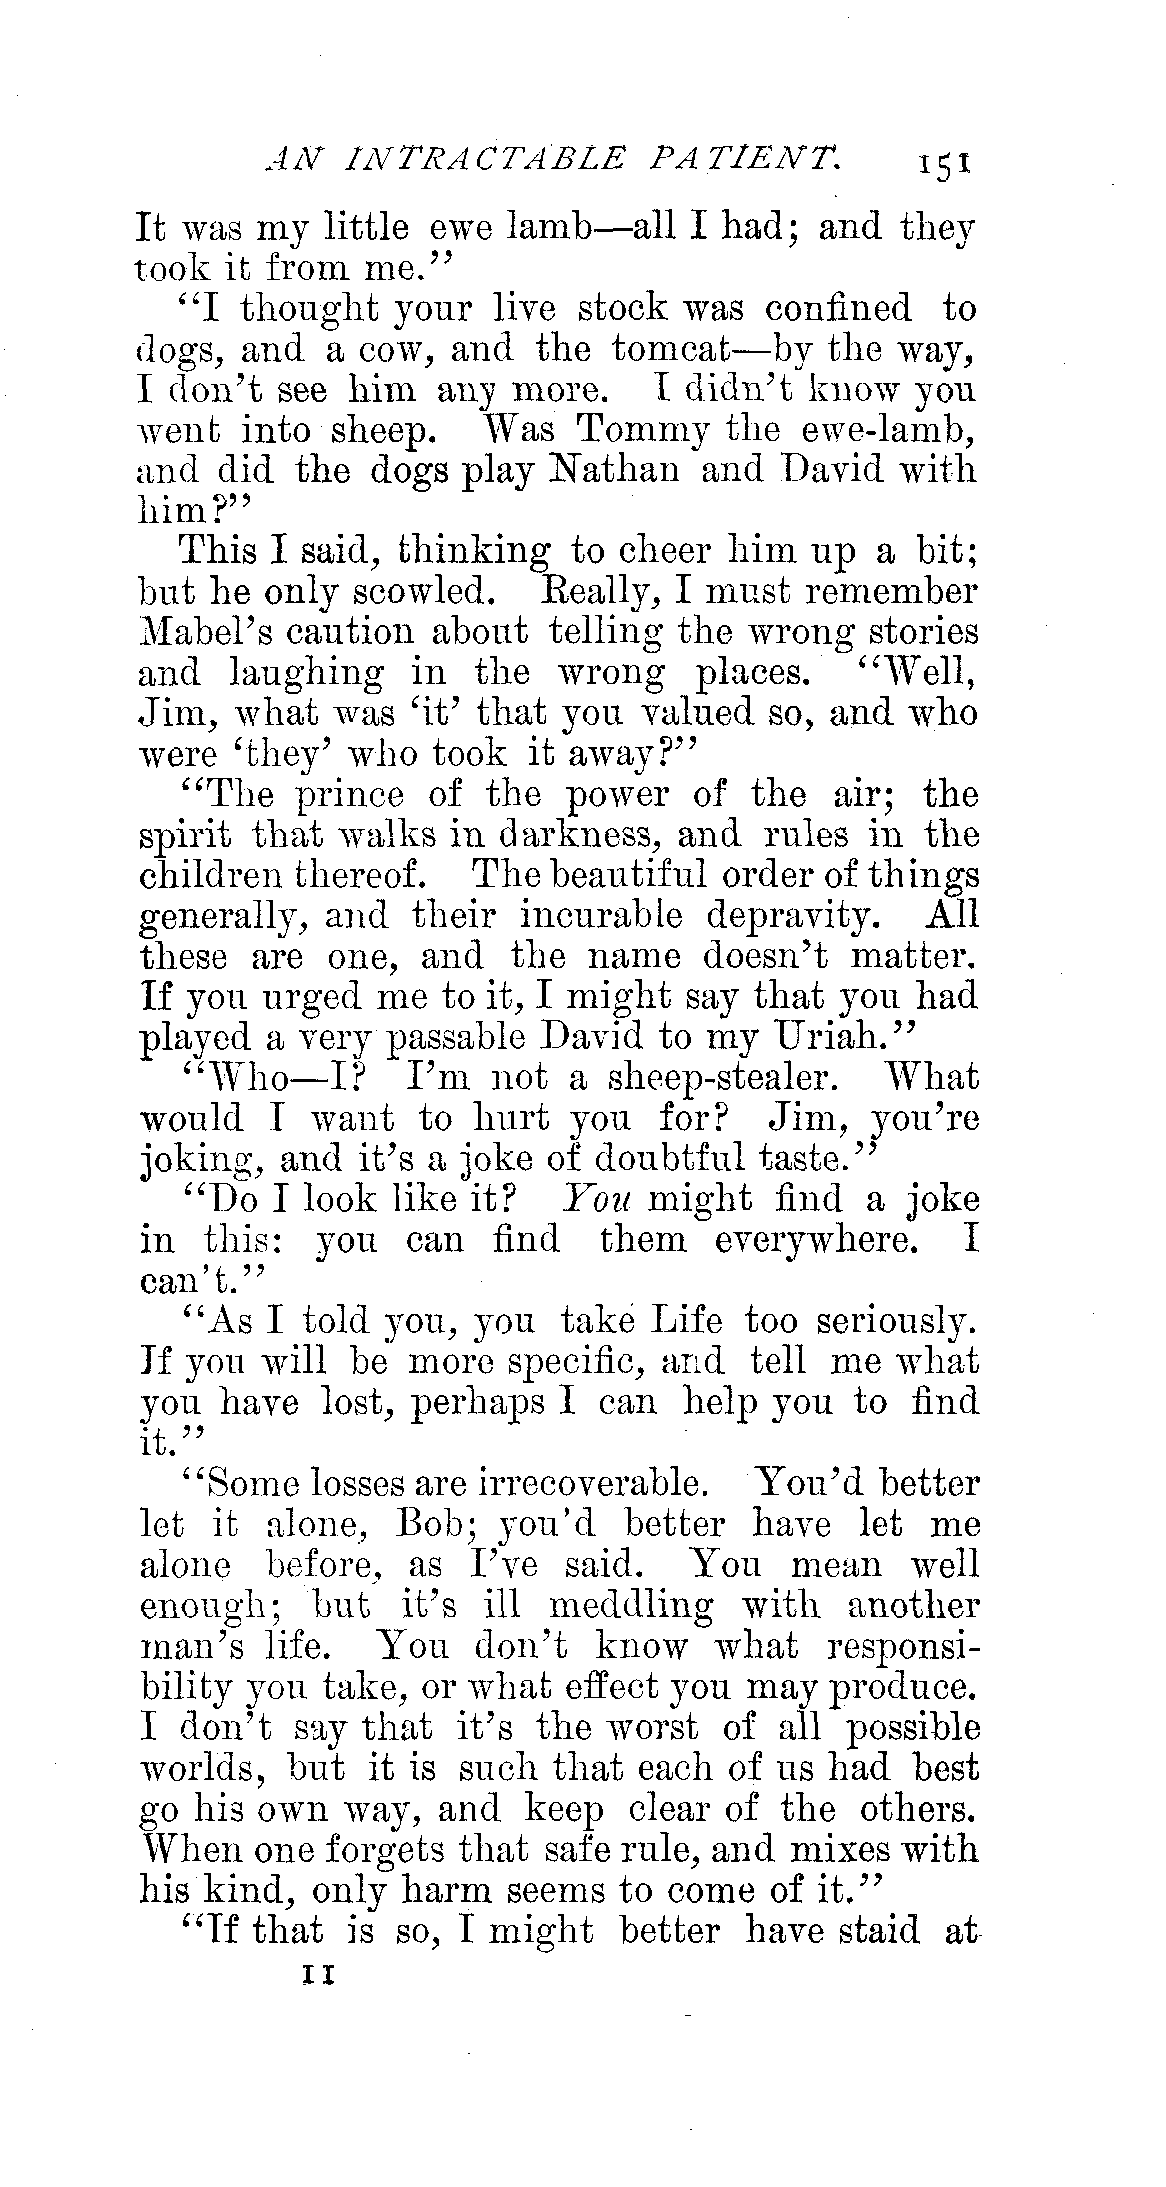 AN INTRACTABLE PATIENT. 151
It was my little ewe lamb—all I had; and they
took it from me."
"I thought your live stock was confined to
dogs, and a cow, and the tomcat—by the way,
I don't see him any more. I didn't know you
went into sheep. Was Tommy the ewe-lamb,
and did the dogs play Nathan and David with
him?"
This I said, thinking to cheer him up a bit;
but he only scowled. Really, I must remember
Mabel's caution about telling the wrong stories
and laughing in the wrong places. "Well,
Jim, what was 'it' that you valued so, and who
were 'they' who took it away?"
"The prince of the power of the air; the
spirit that walks in darkness, and rules in the
children thereof. The beautiful order of things
generally, and their incurable depravity. All
these are one, and the name doesn't matter.
If you urged me to it, I might say that you had
played a very passable David to my Uriah."
"Who—I? I'm not a sheep-stealer. What
would I want to hurt you for? Jim, you're
joking, and it's a joke of doubtful taste."
"Do I look like it? You might find a joke
in this: you can find them everywhere. I
can't."
"As I told you, you take Life too seriously.
If you will be more specific, and tell me what
you have lost, perhaps I can help you to find
it."
"Some losses are irrecoverable. You'd better
let it alone, Bob; you'd better have let me
alone before, as I've said. You mean well
enough; but it's ill meddling with another
man's life. You don't know what responsi-
bility you take, or what effect you may produce.
I don't say that it's the worst of all possible
worlds, but it is such that each of us had best
go his own way, and keep clear of the others.
When one forgets that safe rule, and mixes with
his kind, only harm seems to come of it."
"If that is so, I might better have staid at
11